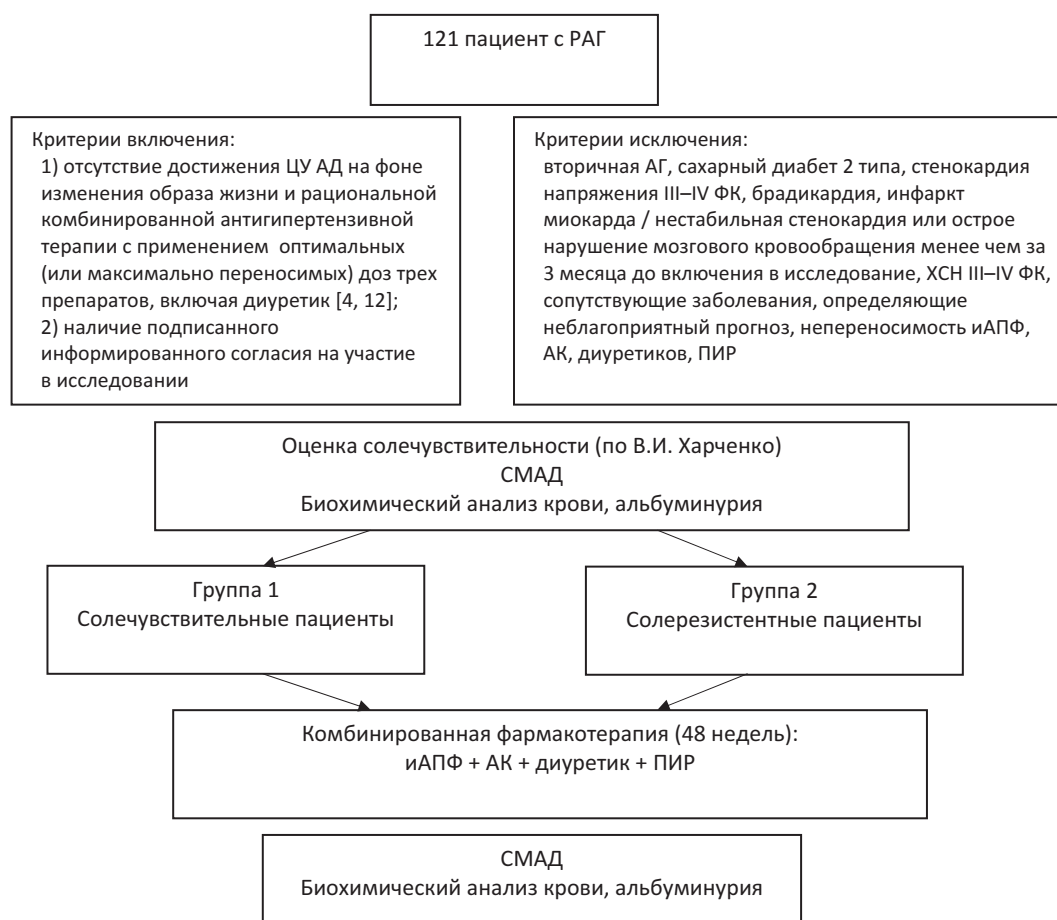 121 пациент с РАГ
Критерии включения:
1) отсутствие достижения ЦУ АД на фоне
изменения образа жизни и рациональной
комбинированной антигипертензивной
терапии с применением оптимальных
(или максимально переносимых) доз трех
препаратов, включая диуретик [4, 12];
2) наличие подписанного
информированного согласия на участие
в исследовании
Критерии исключения:
вторичная АГ, сахарный диабет 2 типа, стенокардия
напряжения III–IV ФК, брадикардия, инфаркт
миокарда / нестабильная стенокардия или острое
нарушение мозгового кровообращения менее чем за
3 месяца до включения в исследование, ХСН III–IV ФК,
сопутствующие заболевания, определяющие
неблагоприятный прогноз, непереносимость иАПФ,
АК, диуретиков, ПИР
Оценка солечувствительности (по В.И. Харченко)
СМАД
Биохимический анализ крови, альбуминурия
Группа 1
Солечувствительные пациенты
Группа 2
Солерезистентные пациенты
Комбинированная фармакотерапия (48 недель):
иАПФ + АК + диуретик + ПИР
СМАД
Биохимический анализ крови, альбуминурия